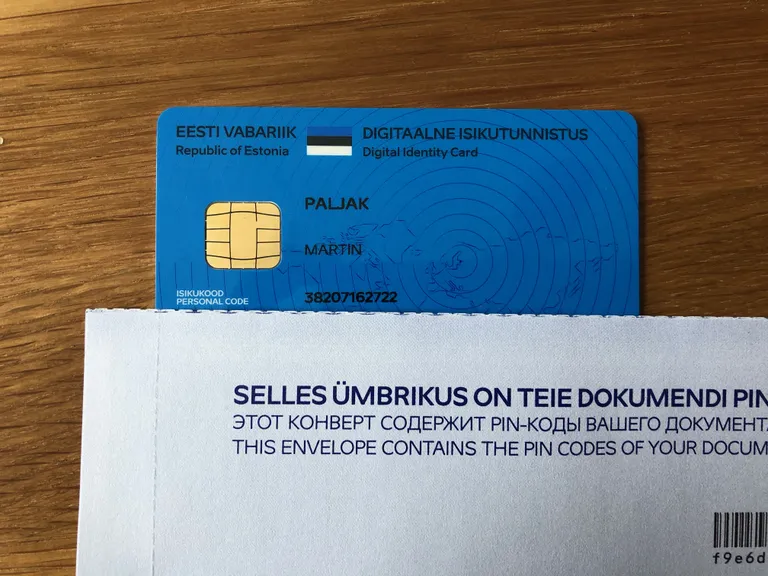 EESTI VABARIIK
Republic of Estonia
DIGITAALNE ISIKUTUNNISTUS
Digital Identity Card
PALJAK
MARTIN
ISIKUKOOD
PERSONAL CODE
38207162722
SELLES ÜMBRIKUS ON TEIE DOKUMENDI PIN
ЭТОТ КОНВЕРТ СОДЕРЖИТ PIN-КОДЫ ВАШЕГО ДОКУМЕНТА
THIS ENVELOPE CONTAINS THE PIN CODES OF YOUR DOCUM
f9e6d